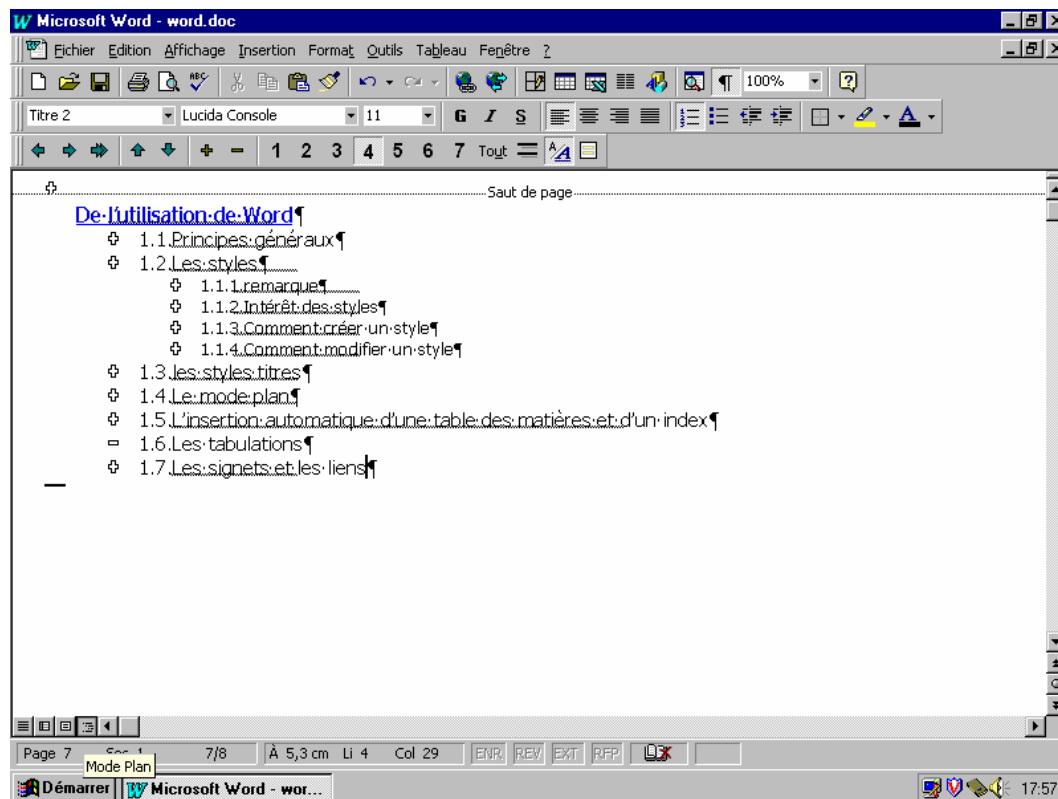 Microsoft Word - word.doc
Fichier Edition Affichage Insertion Format Outils Tableau Fenêtre ?
100%
Titre 2 Lucida Console 11 G I S
1 2 3 4 5 6 7 Tout
Saut de page
De·l'utilisation·de·Word¶
1.1.Principes·généraux¶
1.2.Les·styles¶
1.1.1.remarque¶
1.1.2.Intérêt·des·styles¶
1.1.3.Comment·créer·un·style¶
1.1.4.Comment·modifier·un·style¶
1.3.les·styles·titres¶
1.4.Le·mode·plan¶
1.5.L'insertion·automatique·d'une·table·des·matières·et·d'un·index¶
1.6.Les·tabulations¶
1.7.Les·signets·et·les·liens¶
Page 7 Sec 1 7/8 À 5,3 cm Li 4 Col 29 ENR REV EXT RFP
Mode Plan
Démarrer Microsoft Word - wor... 17:57